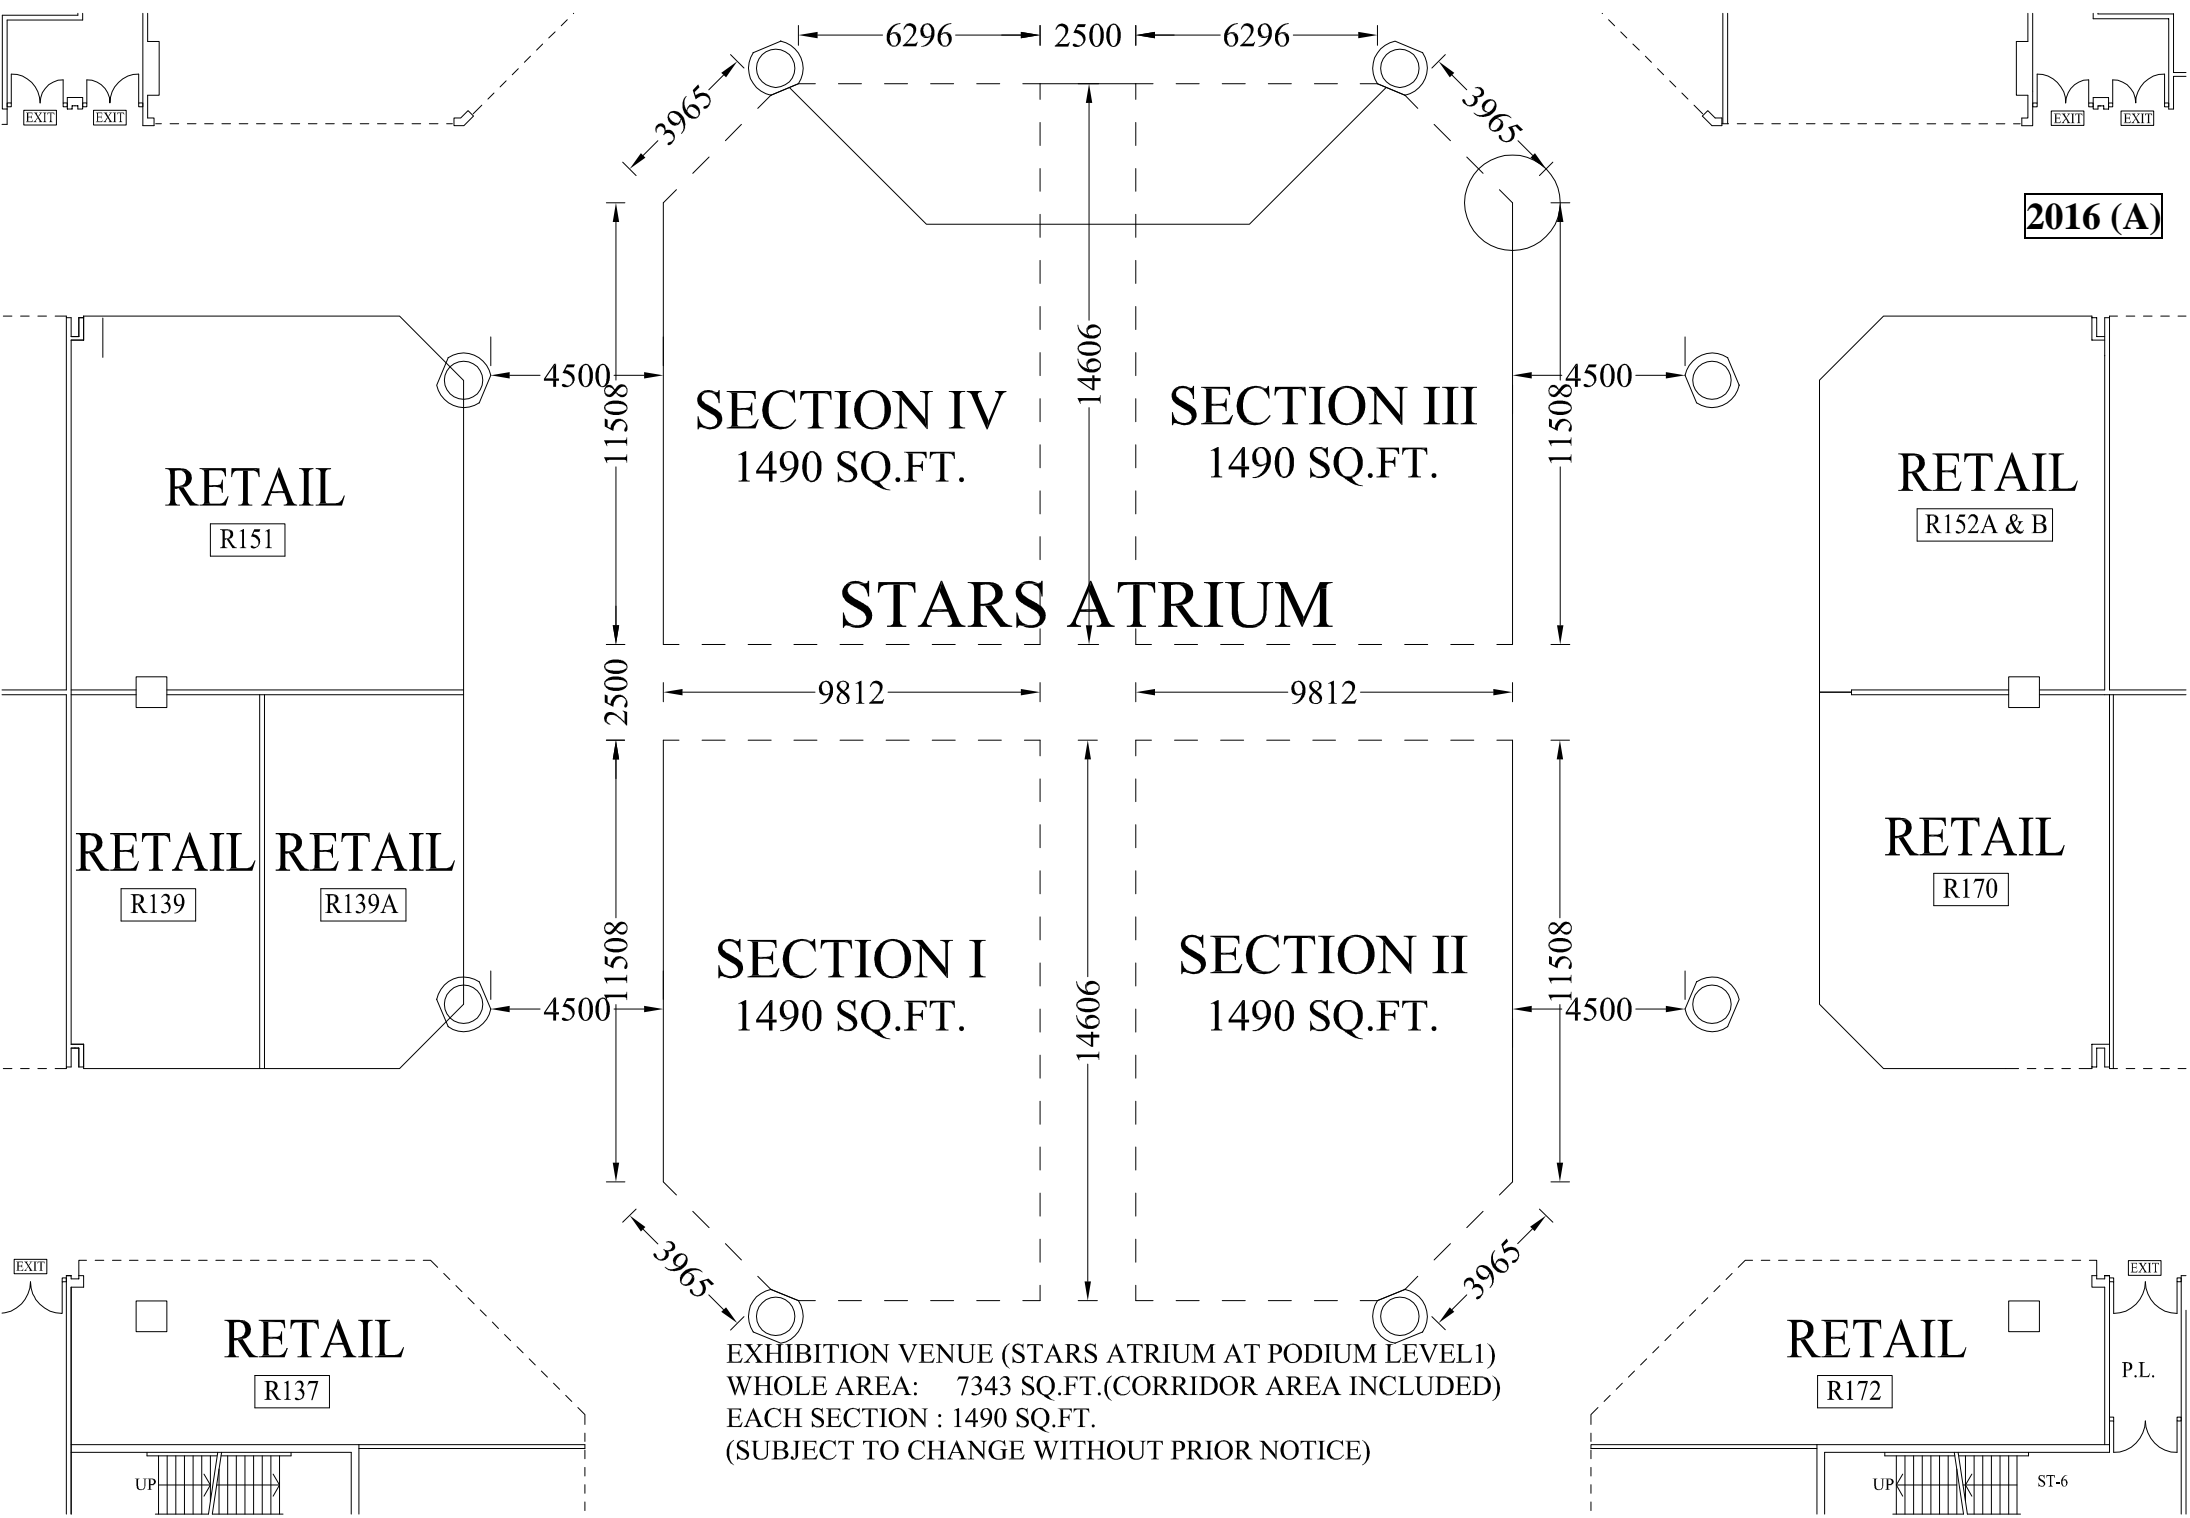 6296
2500
6296
3965
3965
EXIT
EXIT
EXIT
EXIT
2016 (A)
4500
11508
14606
11508
4500
SECTION IV
1490 SQ.FT.
SECTION III
1490 SQ.FT.
RETAIL
R151
RETAIL
R152A & B
STARS ATRIUM
2500
9812
9812
RETAIL
R139
RETAIL
R139A
RETAIL
R170
SECTION I
1490 SQ.FT.
SECTION II
1490 SQ.FT.
11508
14606
11508
4500
4500
3965
3965
EXIT
EXIT
RETAIL
R137
RETAIL
R172
P.L.
EXHIBITION VENUE (STARS ATRIUM AT PODIUM LEVEL1)
WHOLE AREA: 7343 SQ.FT.(CORRIDOR AREA INCLUDED)
EACH SECTION : 1490 SQ.FT.
(SUBJECT TO CHANGE WITHOUT PRIOR NOTICE)
UP
UP
ST-6